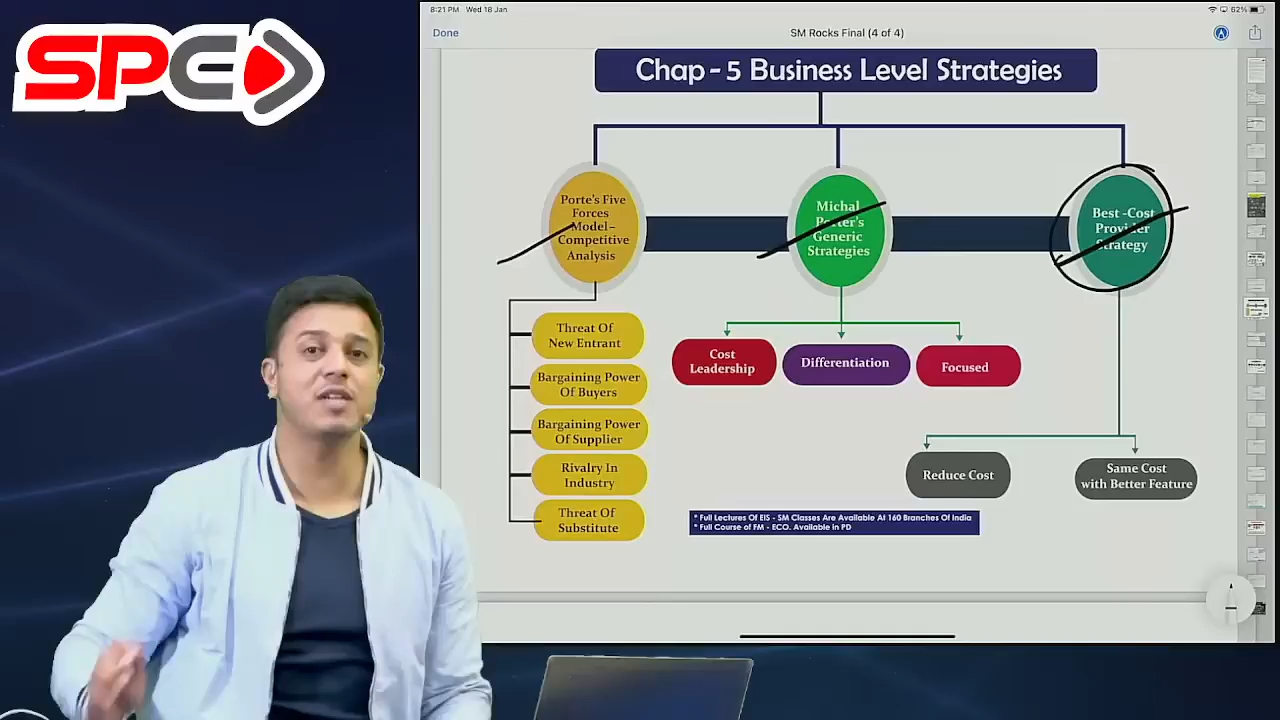 SPC
8:21 PM Wed 18 Jan
62%
Done
SM Rocks Final (4 of 4)
Chap - 5 Business Level Strategies
Porte's Five
Forces
Model –
Competitive
Analysis
Michal
Porter's
Generic
Strategies
Best -Cost
Provider
Strategy
Threat Of
New Entrant
Bargaining Power
Of Buyers
Bargaining Power
Of Supplier
Rivalry In
Industry
Threat Of
Substitute
Cost
Leadership
Differentiation
Focused
Reduce Cost
Same Cost
with Better Feature
* Full Lectures Of EIS - SM Classes Are Available At 160 Branches Of India
* Full Course of FM - ECO. Available in PD